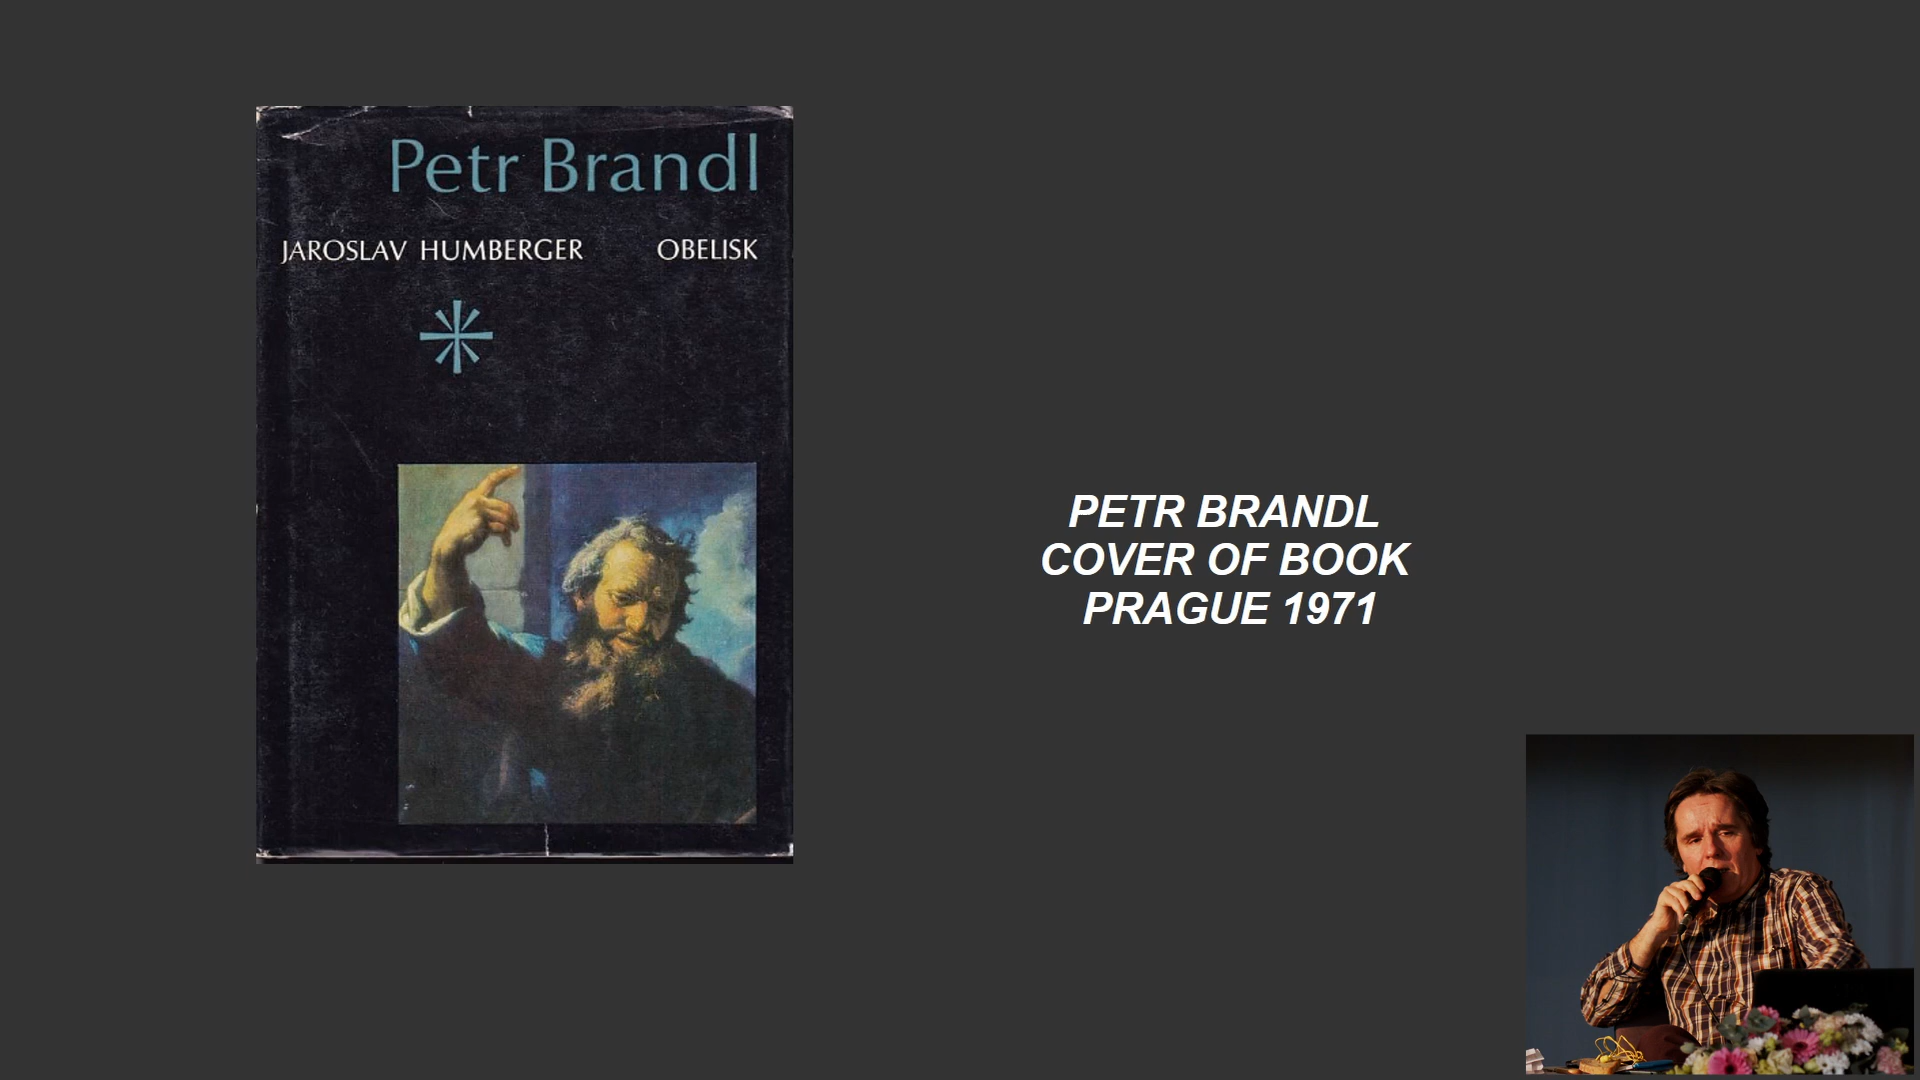 Petr Brandl
JAROSLAV HUMBERGER OBELISK
PETR BRANDL
COVER OF BOOK
PRAGUE 1971